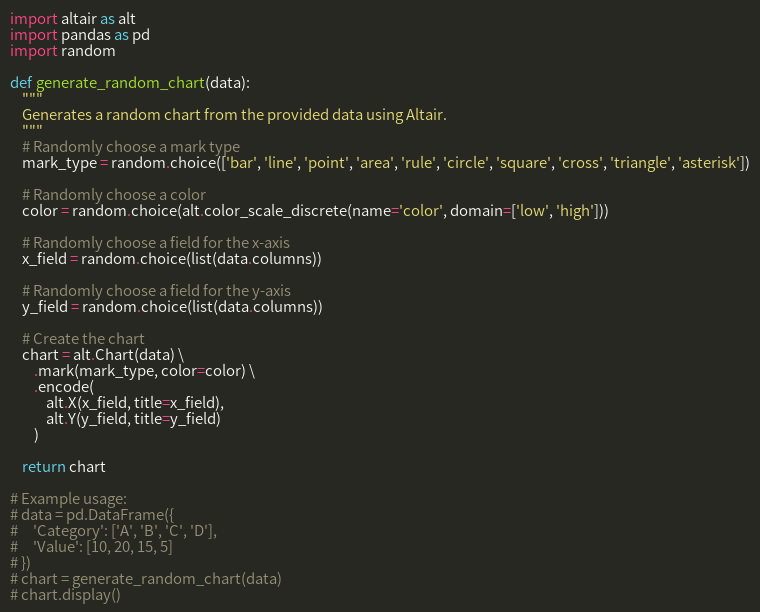 import altair as alt
import pandas as pd
import random
def generate_random_chart(data):
"""
Generates a random chart from the provided data using Altair.
"""
# Randomly choose a mark type
mark_type = random.choice(['bar', 'line', 'point', 'area', 'rule', 'circle', 'square', 'cross', 'triangle', 'asterisk'])
# Randomly choose a color
color = random.choice(alt.color_scale_discrete(name='color', domain=['low', 'high']))
# Randomly choose a field for the x-axis
x_field = random.choice(list(data.columns))
# Randomly choose a field for the y-axis
y_field = random.choice(list(data.columns))
# Create the chart
chart = alt.Chart(data) \
.mark(mark_type, color=color) \
.encode(
alt.X(x_field, title=x_field),
alt.Y(y_field, title=y_field)
)
return chart
# Example usage:
# data = pd.DataFrame({
#    'Category': ['A', 'B', 'C', 'D'],
#    'Value': [10, 20, 15, 5]
# })
# chart = generate_random_chart(data)
# chart.display()